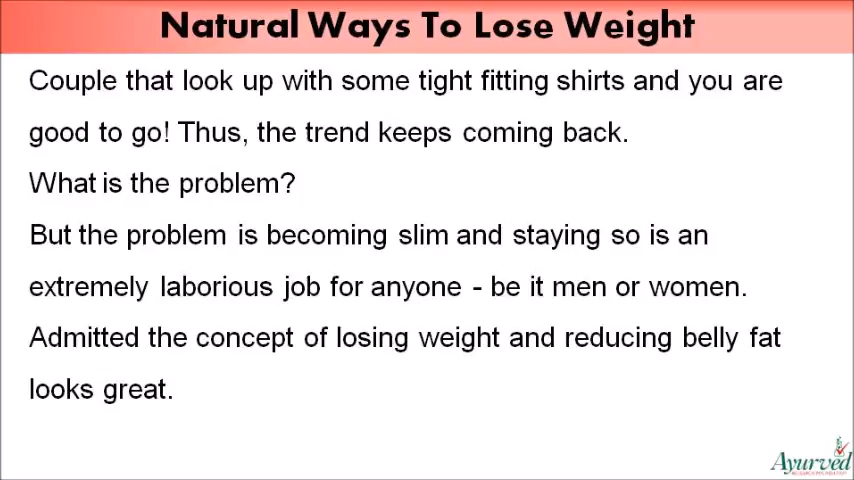 Natural Ways To Lose Weight
Couple that look up with some tight fitting shirts and you are
good to go! Thus, the trend keeps coming back.
What is the problem?
But the problem is becoming slim and staying so is an
extremely laborious job for anyone - be it men or women.
Admitted the concept of losing weight and reducing belly fat
looks great.
Ayurved